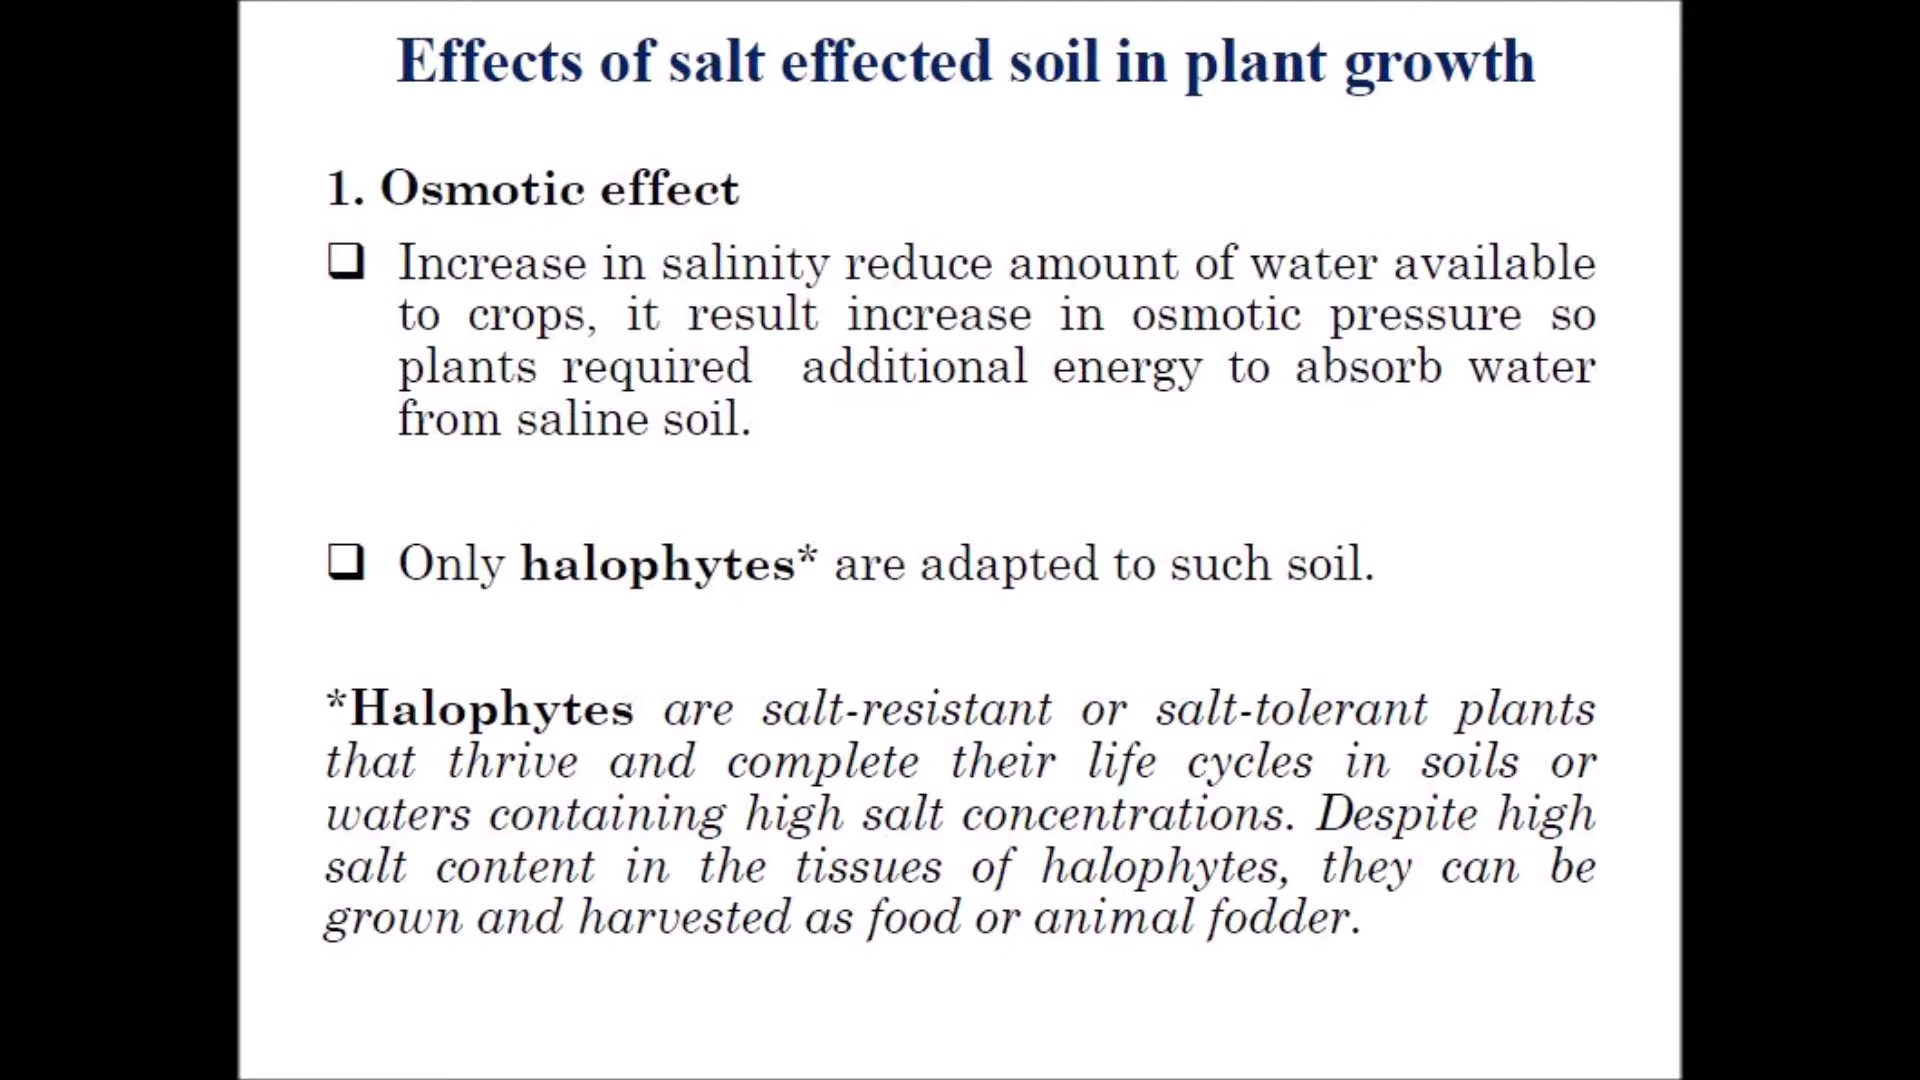 Effects of salt effected soil in plant growth
1. Osmotic effect
❑ Increase in salinity reduce amount of water available
to crops, it result increase in osmotic pressure so
plants required additional energy to absorb water
from saline soil.
❑ Only halophytes* are adapted to such soil.
*Halophytes are salt-resistant or salt-tolerant plants
that thrive and complete their life cycles in soils or
waters containing high salt concentrations. Despite high
salt content in the tissues of halophytes, they can be
grown and harvested as food or animal fodder.